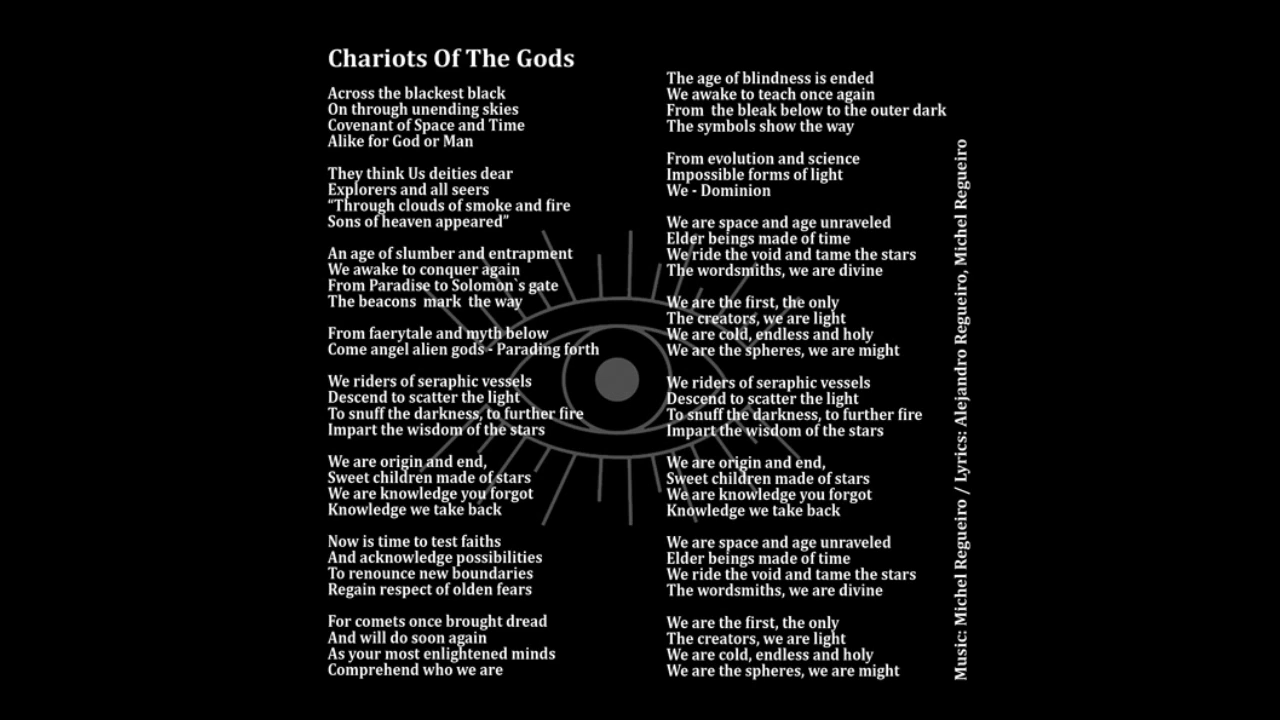 Chariots Of The Gods
Across the blackest black
On through unending skies
Covenant of Space and Time
Alike for God or Man
They think Us deities dear
Explorers and all seers
“Through clouds of smoke and fire
Sons of heaven appeared”
An age of slumber and entrapment
We awake to conquer again
From Paradise to Solomon`s gate
The beacons mark the way
From faerytale and myth below
Come angel alien gods - Parading forth
We riders of seraphic vessels
Descend to scatter the light
To snuff the darkness, to further fire
Impart the wisdom of the stars
We are origin and end,
Sweet children made of stars
We are knowledge you forgot
Knowledge we take back
Now is time to test faiths
And acknowledge possibilities
To renounce new boundaries
Regain respect of olden fears
For comets once brought dread
And will do soon again
As your most enlightened minds
Comprehend who we are
The age of blindness is ended
We awake to teach once again
From the bleak below to the outer dark
The symbols show the way
From evolution and science
Impossible forms of light
We - Dominion
We are space and age unraveled
Elder beings made of time
We ride the void and tame the stars
The wordsmiths, we are divine
We are the first, the only
The creators, we are light
We are cold, endless and holy
We are the spheres, we are might
We riders of seraphic vessels
Descend to scatter the light
To snuff the darkness, to further fire
Impart the wisdom of the stars
We are origin and end,
Sweet children made of stars
We are knowledge you forgot
Knowledge we take back
We are space and age unraveled
Elder beings made of time
We ride the void and tame the stars
The wordsmiths, we are divine
We are the first, the only
The creators, we are light
We are cold, endless and holy
We are the spheres, we are might
Music: Michel Regueiro / Lyrics: Alejandro Regueiro, Michel Regueiro